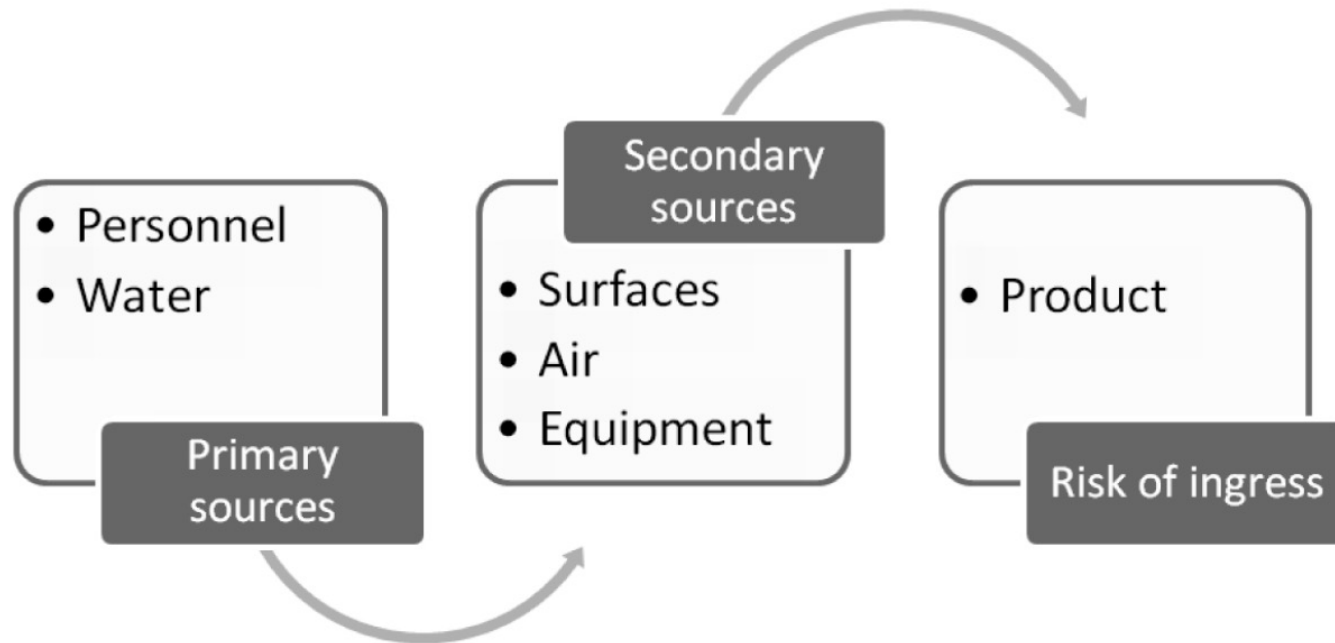 • Personnel
• Water
Primary
sources
Secondary
sources
• Surfaces
• Air
• Equipment
• Product
Risk of ingress